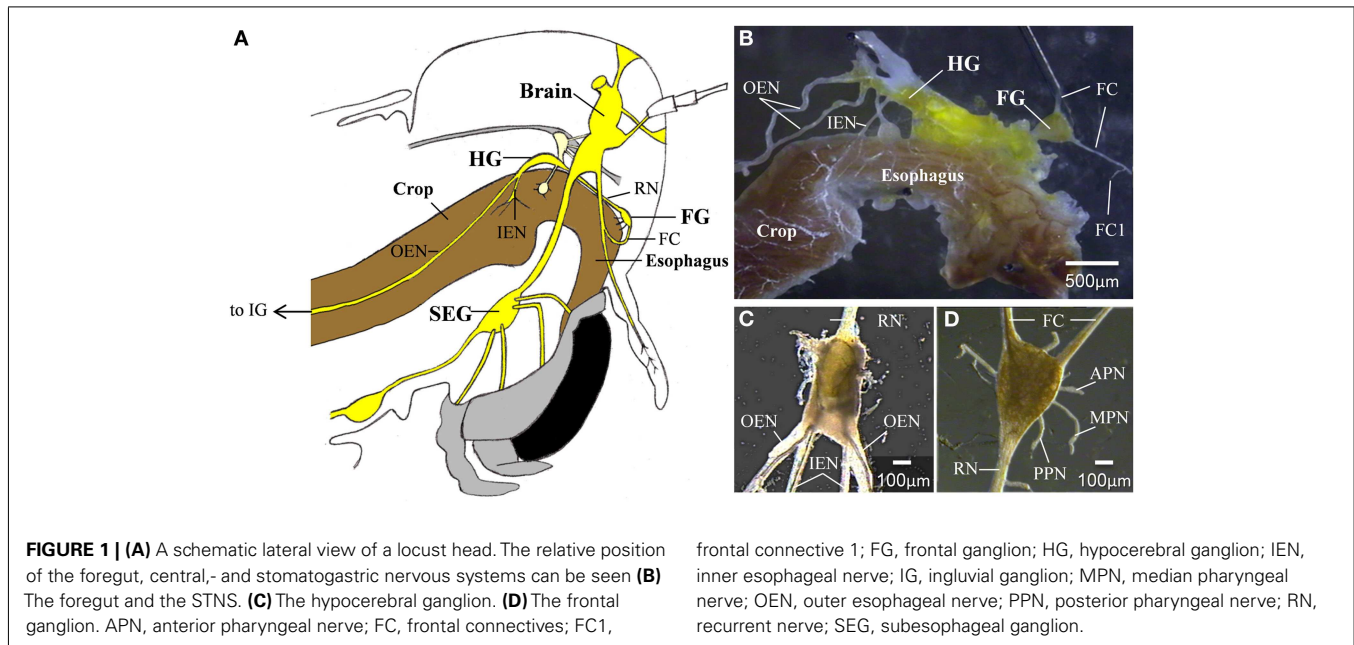 A
Brain
HG
Crop
RN
FG
IEN
FC
OEN
Esophagus
to IG
SEG
B
HG
FG
FC
OEN
IEN
Esophagus
Crop
FC1
500µm
C
RN
OEN
OEN
IEN
100µm
D
FC
APN
MPN
RN
PPN
100µm
FIGURE 1 | (A) A schematic lateral view of a locust head. The relative position
of the foregut, central,- and stomatogastric nervous systems can be seen (B)
The foregut and the STNS. (C) The hypocerebral ganglion. (D) The frontal
ganglion. APN, anterior pharyngeal nerve; FC, frontal connectives; FC1,
frontal connective 1; FG, frontal ganglion; HG, hypocerebral ganglion; IEN,
inner esophageal nerve; IG, ingluvial ganglion; MPN, median pharyngeal
nerve; OEN, outer esophageal nerve; PPN, posterior pharyngeal nerve; RN,
recurrent nerve; SEG, subesophageal ganglion.